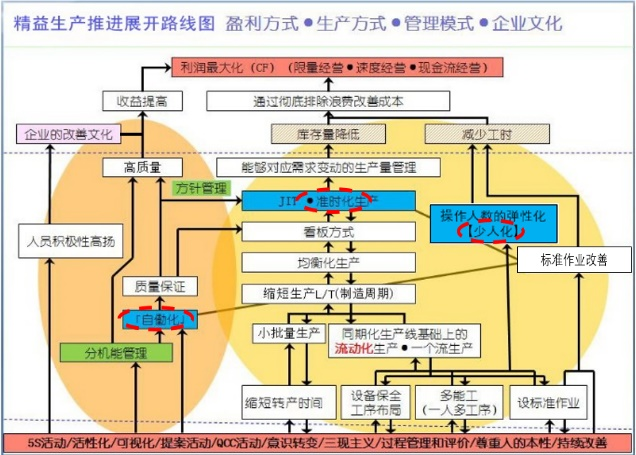 精益生产推进展开路线图 盈利方式●生产方式●管理模式●企业文化
利润最大化（CF）（限量经营●速度经营●现金流经营）
收益提高
通过彻底排除浪费改善成本
企业的改善文化
库存量降低
减少工时
高质量
能够对应需求变动的生产量管理
方针管理
JIT ●准时化生产
操作人数的弹性化
【少人化】
看板方式
人员积极性高扬
均衡化生产
标准作业改善
质量保证
缩短生产L/T(制造周期)
「自働化」
小批量生产
同期化生产线基础上的
流动化生产●一个流生产
分机能管理
缩短转产时间
设备保全
工序布局
多能工
(一人多工序)
设标准作业
5S活动/活性化/可视化/提案活动/QCC活动/意识转变/三现主义/过程管理和评价/尊重人的本性/持续改善